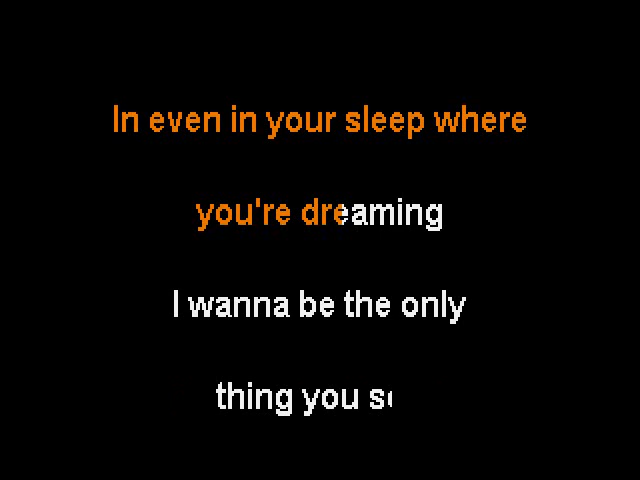 In even in your sleep where
you're dreaming
I wanna be the only
thing you